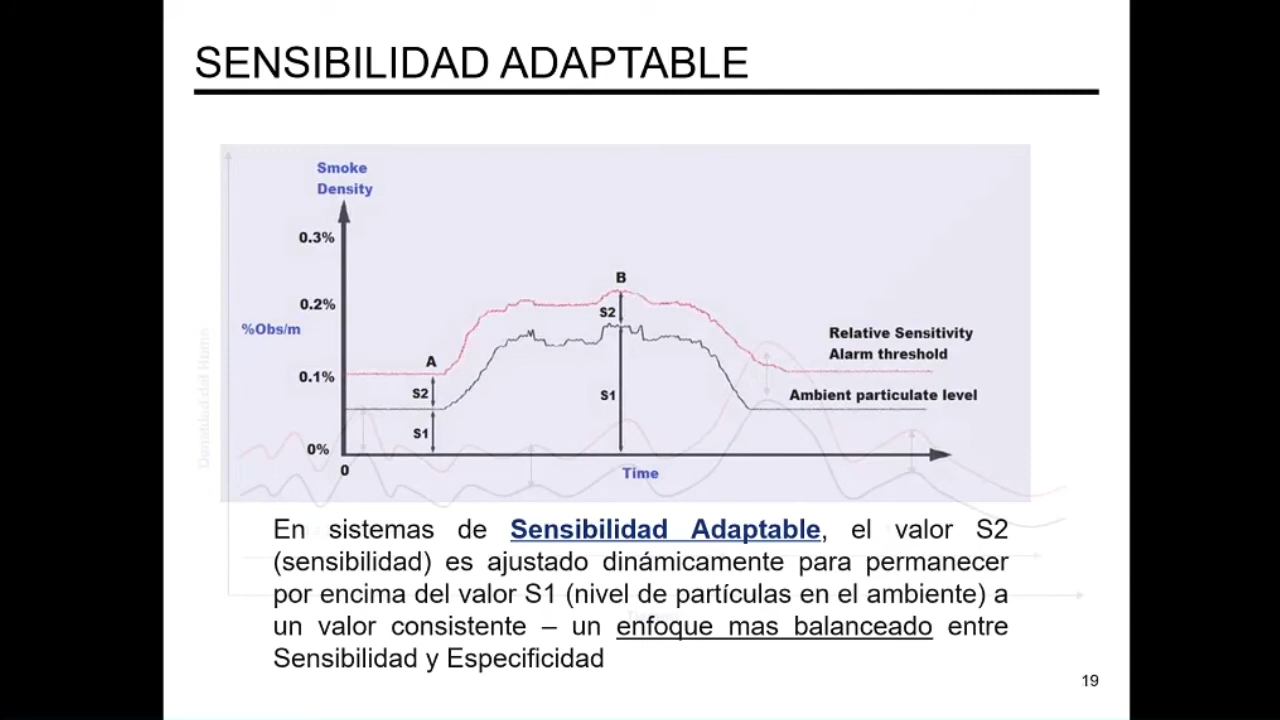 SENSIBILIDAD ADAPTABLE
Smoke
Density
0.3%
B
0.2%
S2
%Obs/m
Relative Sensitivity
Alarm threshold
A
0.1%
S2
S1
Ambient particulate level
S1
0%
0
Time
Densidad del Humo
En sistemas de Sensibilidad Adaptable, el valor S2
(sensibilidad) es ajustado dinámicamente para permanecer
por encima del valor S1 (nivel de partículas en el ambiente) a
un valor consistente – un enfoque mas balanceado entre
Sensibilidad y Especificidad
19